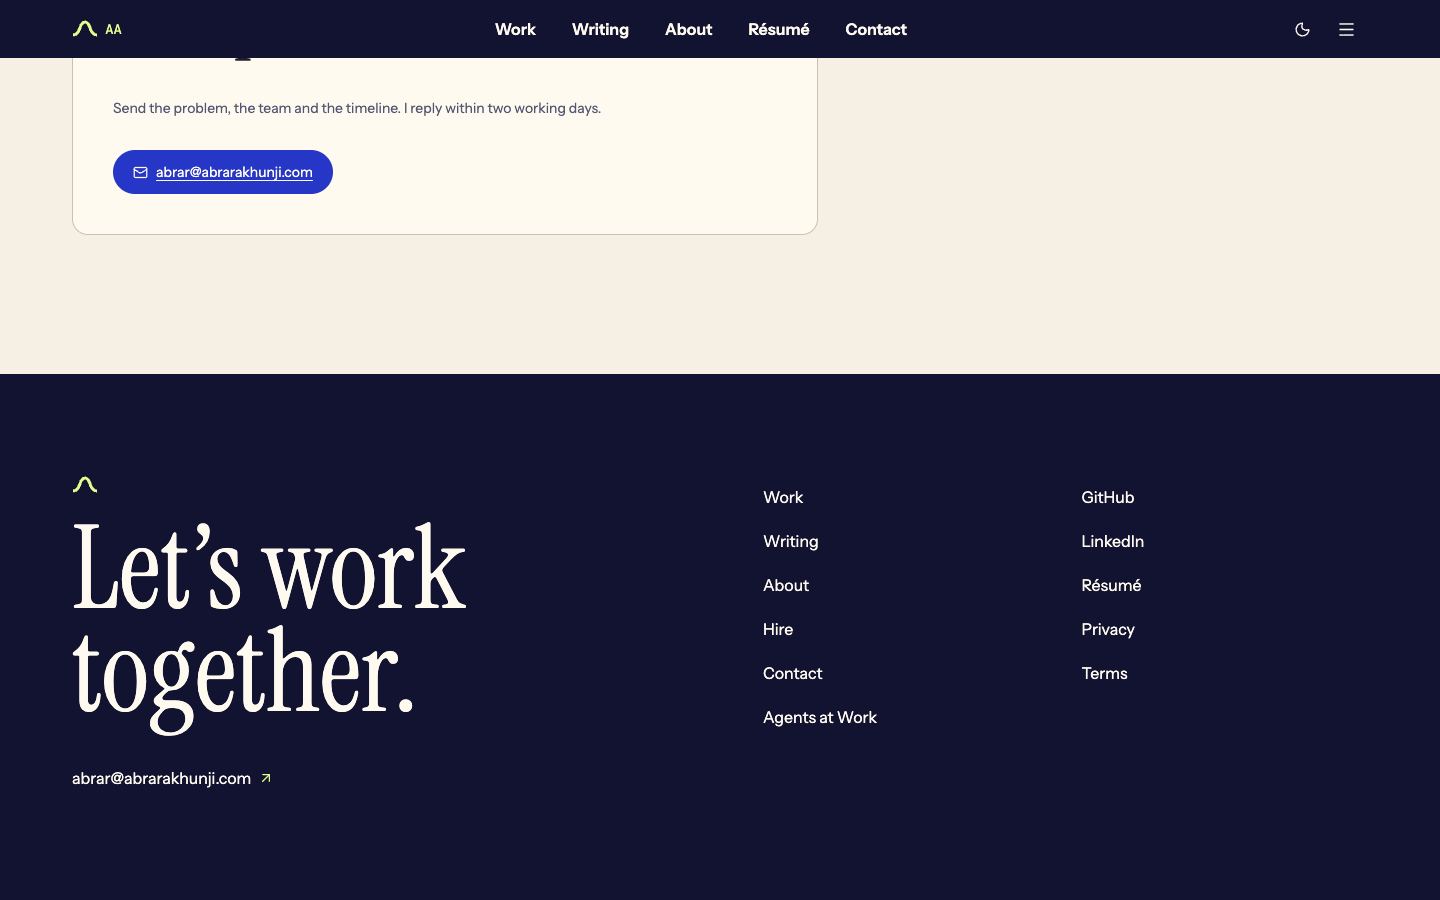 AA
Work
Writing
About
Résumé
Contact
Send the problem, the team and the timeline. I reply within two working days.
abrar@abrarakhunji.com
Let’s work
together.
abrar@abrarakhunji.com
Work
Writing
About
Hire
Contact
Agents at Work
GitHub
LinkedIn
Résumé
Privacy
Terms